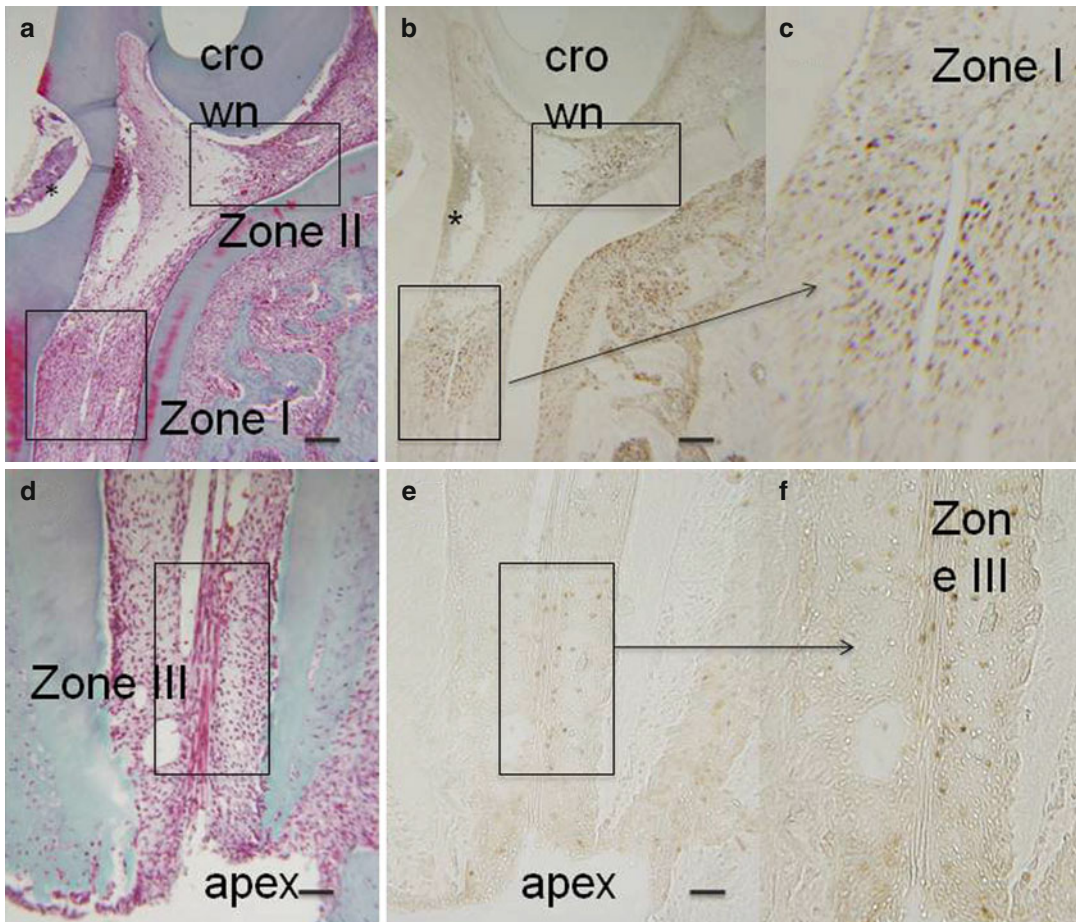 a
cro
wn
*
Zone II
Zone I
b
cro
wn
*
c
Zone I
d
Zone III
apex
e
apex
f
Zon
e III